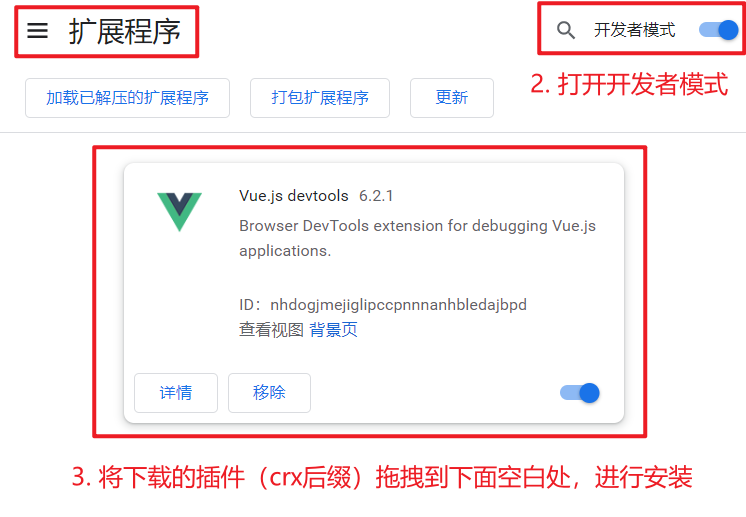 扩展程序
开发者模式
2. 打开开发者模式
加载已解压的扩展程序
打包扩展程序
更新
Vue.js devtools 6.2.1
Browser DevTools extension for debugging Vue.js
applications.
ID：nhdogjmejiglipccpnnnanhbledajbpd
查看视图 背景页
详情
移除
3. 将下载的插件（crx后缀）拖拽到下面空白处，进行安装